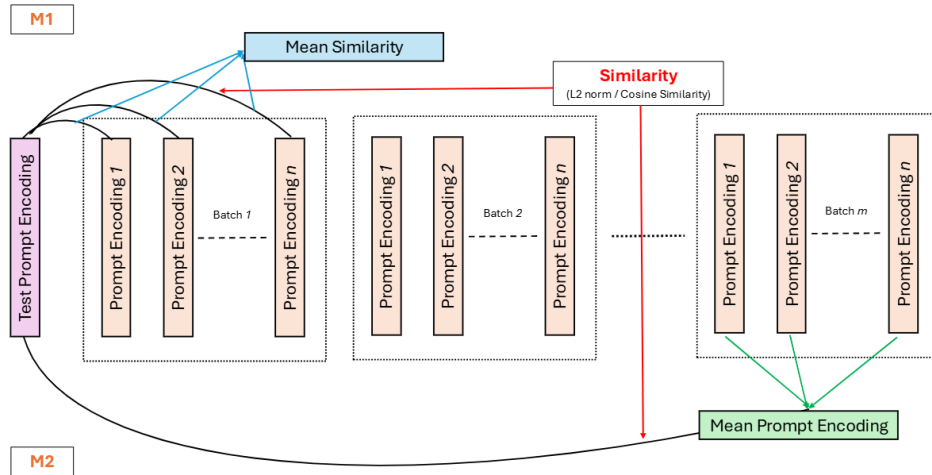 M1
Mean Similarity
Similarity
(L2 norm / Cosine Similarity)
Test Prompt Encoding
Prompt Encoding 1
Prompt Encoding 2
Batch 1
Prompt Encoding n
Prompt Encoding 1
Prompt Encoding 2
Batch 2
Prompt Encoding n
Prompt Encoding 1
Prompt Encoding 2
Batch m
Prompt Encoding n
Mean Prompt Encoding
M2